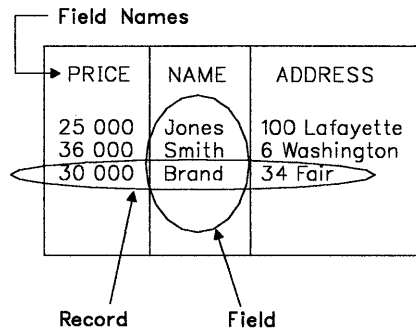 Field Names
PRICE NAME ADDRESS
25 000 Jones 100 Lafayette
36 000 Smith 6 Washington
30 000 Brand 34 Fair
Record Field